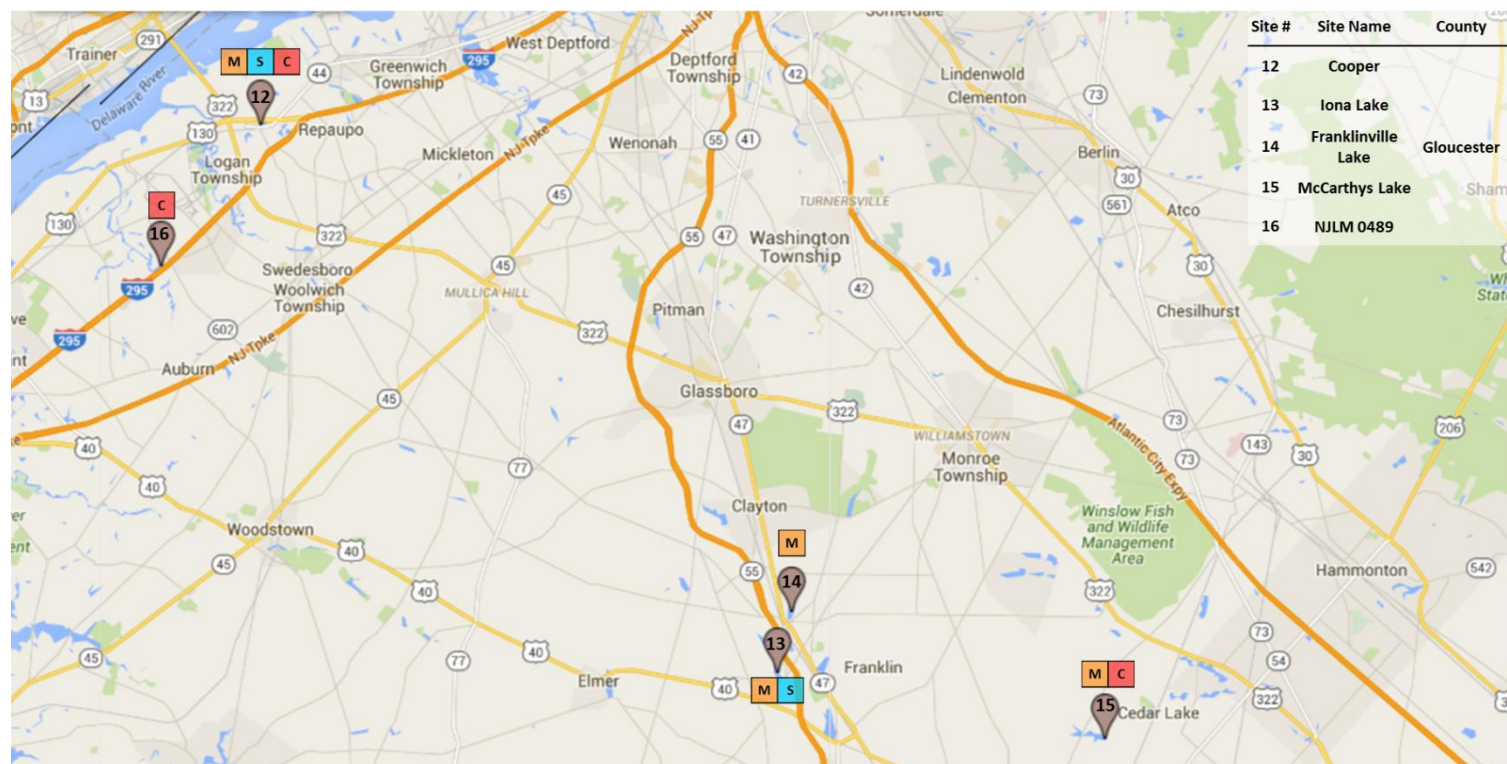 Trainer
291
M S C
44
West Deptford
Greenwich
Township
295
NJ-Tpke
Deptford
Township
42
Somerdale
Lindenwold
Clementon
73
13
Delaware River
322
12
130
Repaupo
Logan
Township
Mickleton
NJ-Tpke
Wenonah
55
41
45
Berlin
30
561
Atco
C
130
16
322
TURNERSVILLE
55
47
Washington
Township
45
Swedesboro
Woolwich
Township
MULLICA HILL
295
42
30
Chesilhurst
Pitman
602
322
295
NJ-Tpke
Auburn
45
Glassboro
322
47
73
206
WILLIAMSTOWN
Monroe
Township
Atlantic City Expy
143
73
30
40
77
40
Clayton
Winslow Fish
and Wildlife
Management
Area
Woodstown
M
40
45
55
14
Hammonton
542
40
322
13
73
45
77
40
Elmer
40
M S
47
Franklin
M C
54
322
15
Cedar Lake
Site # Site Name County
12 Cooper
13 Iona Lake
14 Franklinville Lake Gloucester
15 McCarthys Lake
16 NJLM 0489